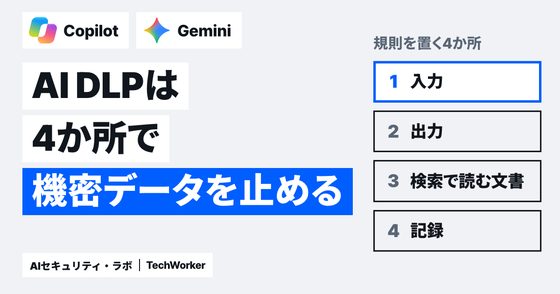 Copilot
Gemini
AI DLPは
4か所で
機密データを止める
AIセキュリティ・ラボ | TechWorker
規則を置く4か所
1 入力
2 出力
3 検索で読む文書
4 記録